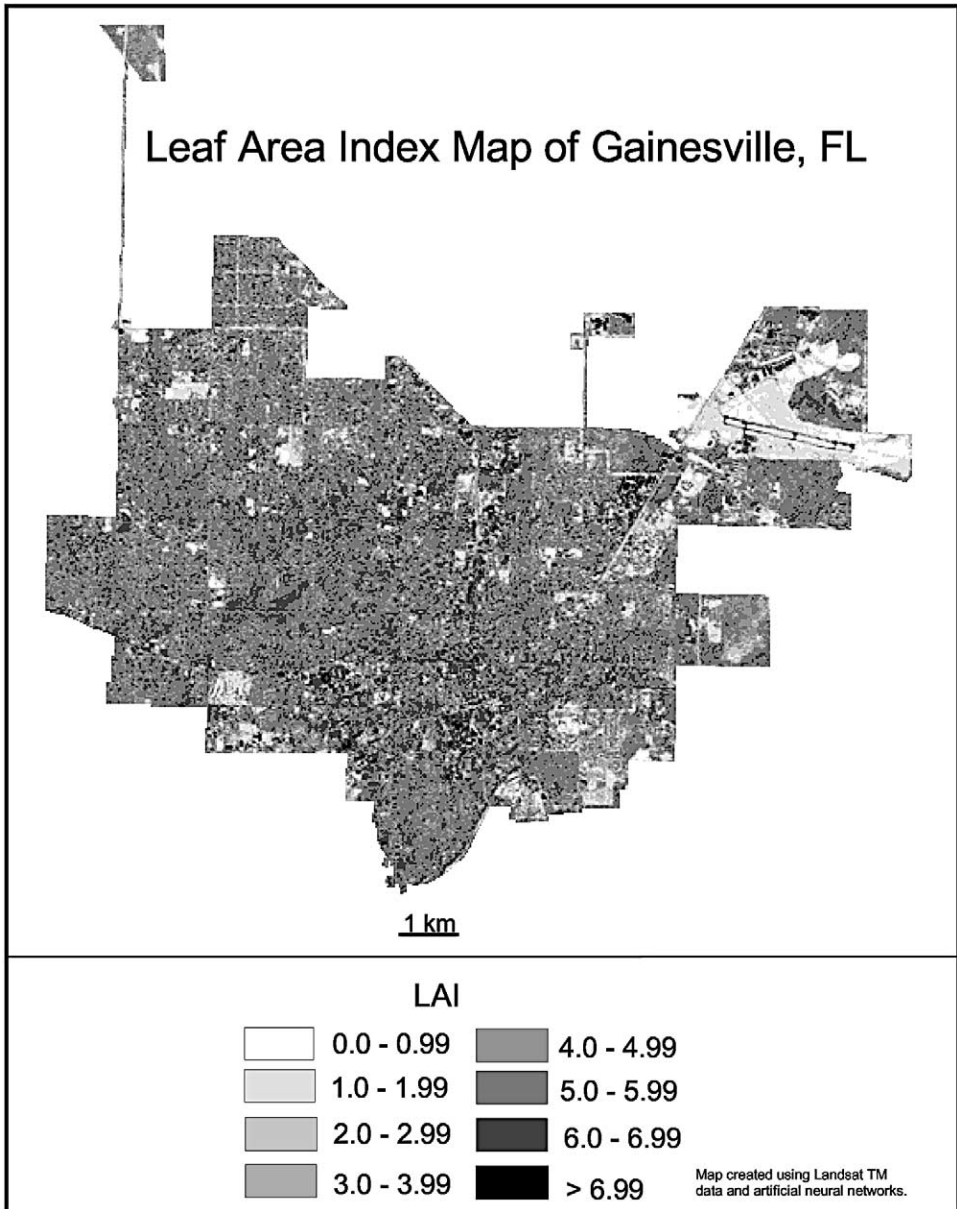 Leaf Area Index Map of Gainesville, FL
1 km
LAI
0.0 - 0.99
4.0 - 4.99
1.0 - 1.99
5.0 - 5.99
2.0 - 2.99
6.0 - 6.99
3.0 - 3.99
> 6.99
Map created using Landsat TM
data and artificial neural networks.